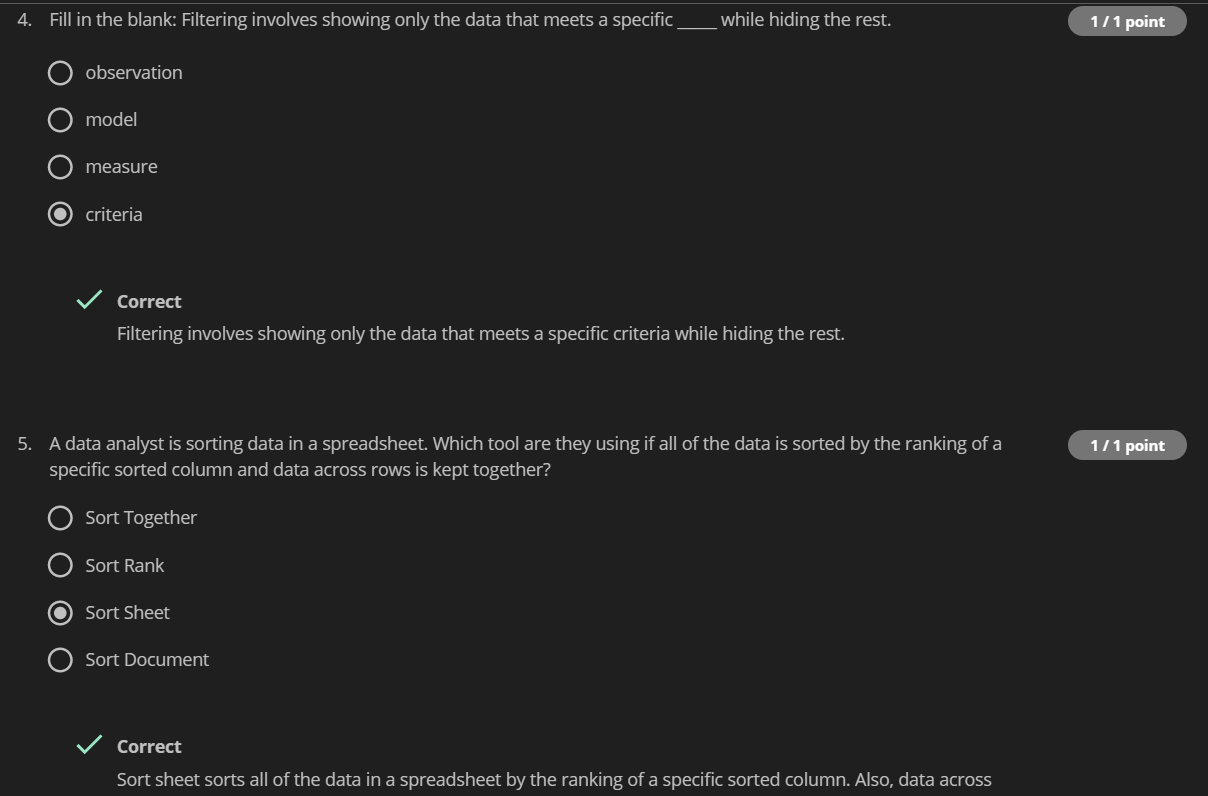 4. Fill in the blank: Filtering involves showing only the data that meets a specific _____ while hiding the rest.
1 / 1 point
observation
model
measure
criteria
Correct
Filtering involves showing only the data that meets a specific criteria while hiding the rest.
5. A data analyst is sorting data in a spreadsheet. Which tool are they using if all of the data is sorted by the ranking of a
1 / 1 point
specific sorted column and data across rows is kept together?
Sort Together
Sort Rank
Sort Sheet
Sort Document
Correct
Sort sheet sorts all of the data in a spreadsheet by the ranking of a specific sorted column. Also, data across